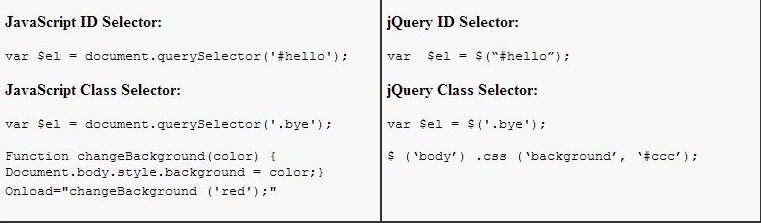 JavaScript ID Selector:
var $el = document.querySelector('#hello');
JavaScript Class Selector:
var $el = document.querySelector('.bye');
Function changeBackground(color) {
Document.body.style.background = color;}
Onload="changeBackground ('red');"
jQuery ID Selector:
var  $el = $(“#hello”);
jQuery Class Selector:
var $el = $('.bye');
$ (‘body’) .css (‘background’, ‘#ccc’);